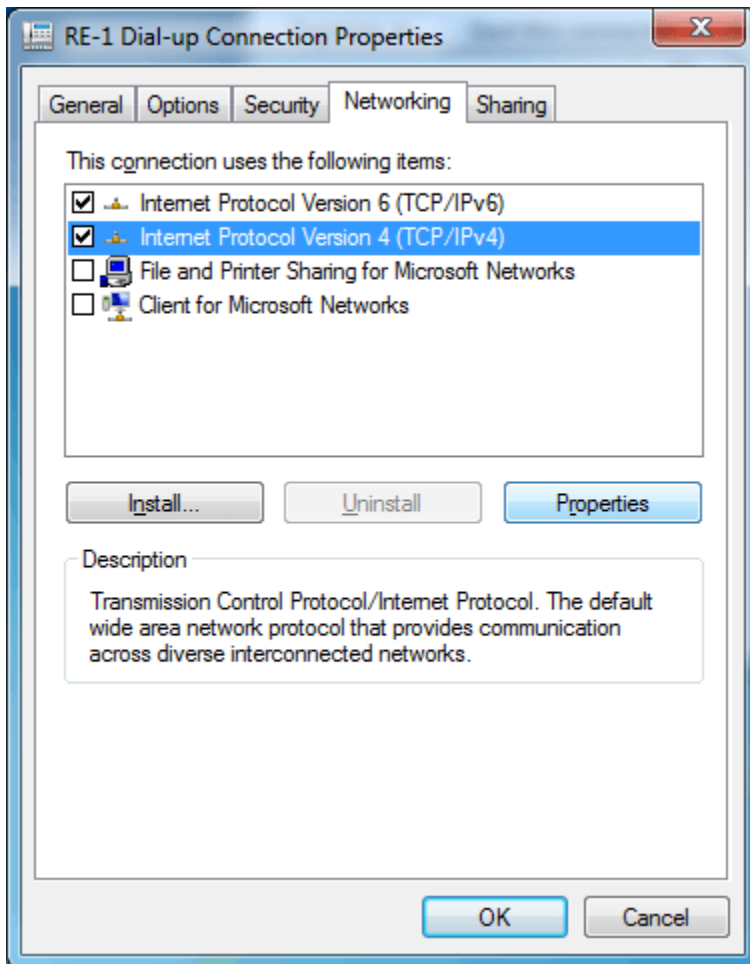 RE-1 Dial-up Connection Properties
General Options Security Networking Sharing
This connection uses the following items:
Internet Protocol Version 6 (TCP/IPv6)
Internet Protocol Version 4 (TCP/IPv4)
File and Printer Sharing for Microsoft Networks
Client for Microsoft Networks
Install... Uninstall Properties
Description
Transmission Control Protocol/Internet Protocol. The default
wide area network protocol that provides communication
across diverse interconnected networks.
OK Cancel